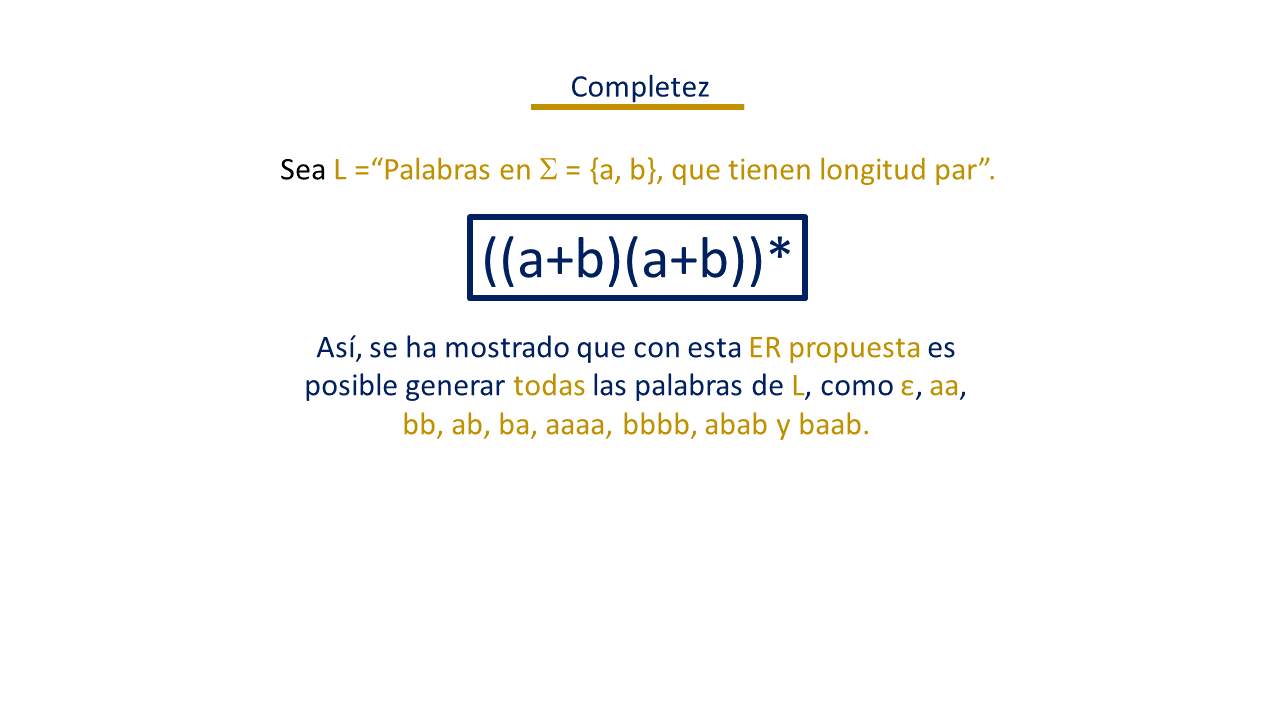 Completez
Sea L =“Palabras en Σ = {a, b}, que tienen longitud par”.
((a+b)(a+b))*
Así, se ha mostrado que con esta ER propuesta es
posible generar todas las palabras de L, como ε, aa,
bb, ab, ba, aaaa, bbbb, abab y baab.